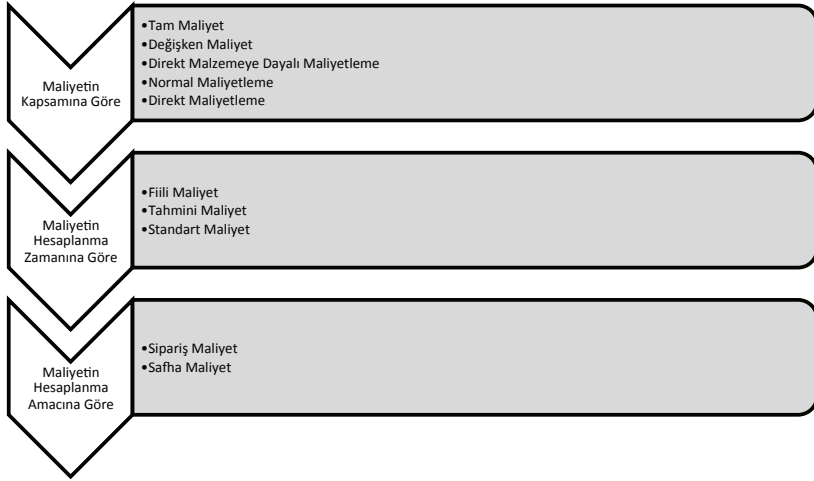 Maliyetin
Kapsamına Göre
•Tam Maliyet
•Değişken Maliyet
•Direkt Malzemeye Dayalı Maliyetleme
•Normal Maliyetleme
•Direkt Maliyetleme
Maliyetin
Hesaplanma
Zamanına Göre
•Fiili Maliyet
•Tahmini Maliyet
•Standart Maliyet
Maliyetin
Hesaplanma
Amacına Göre
•Sipariş Maliyet
•Safha Maliyet